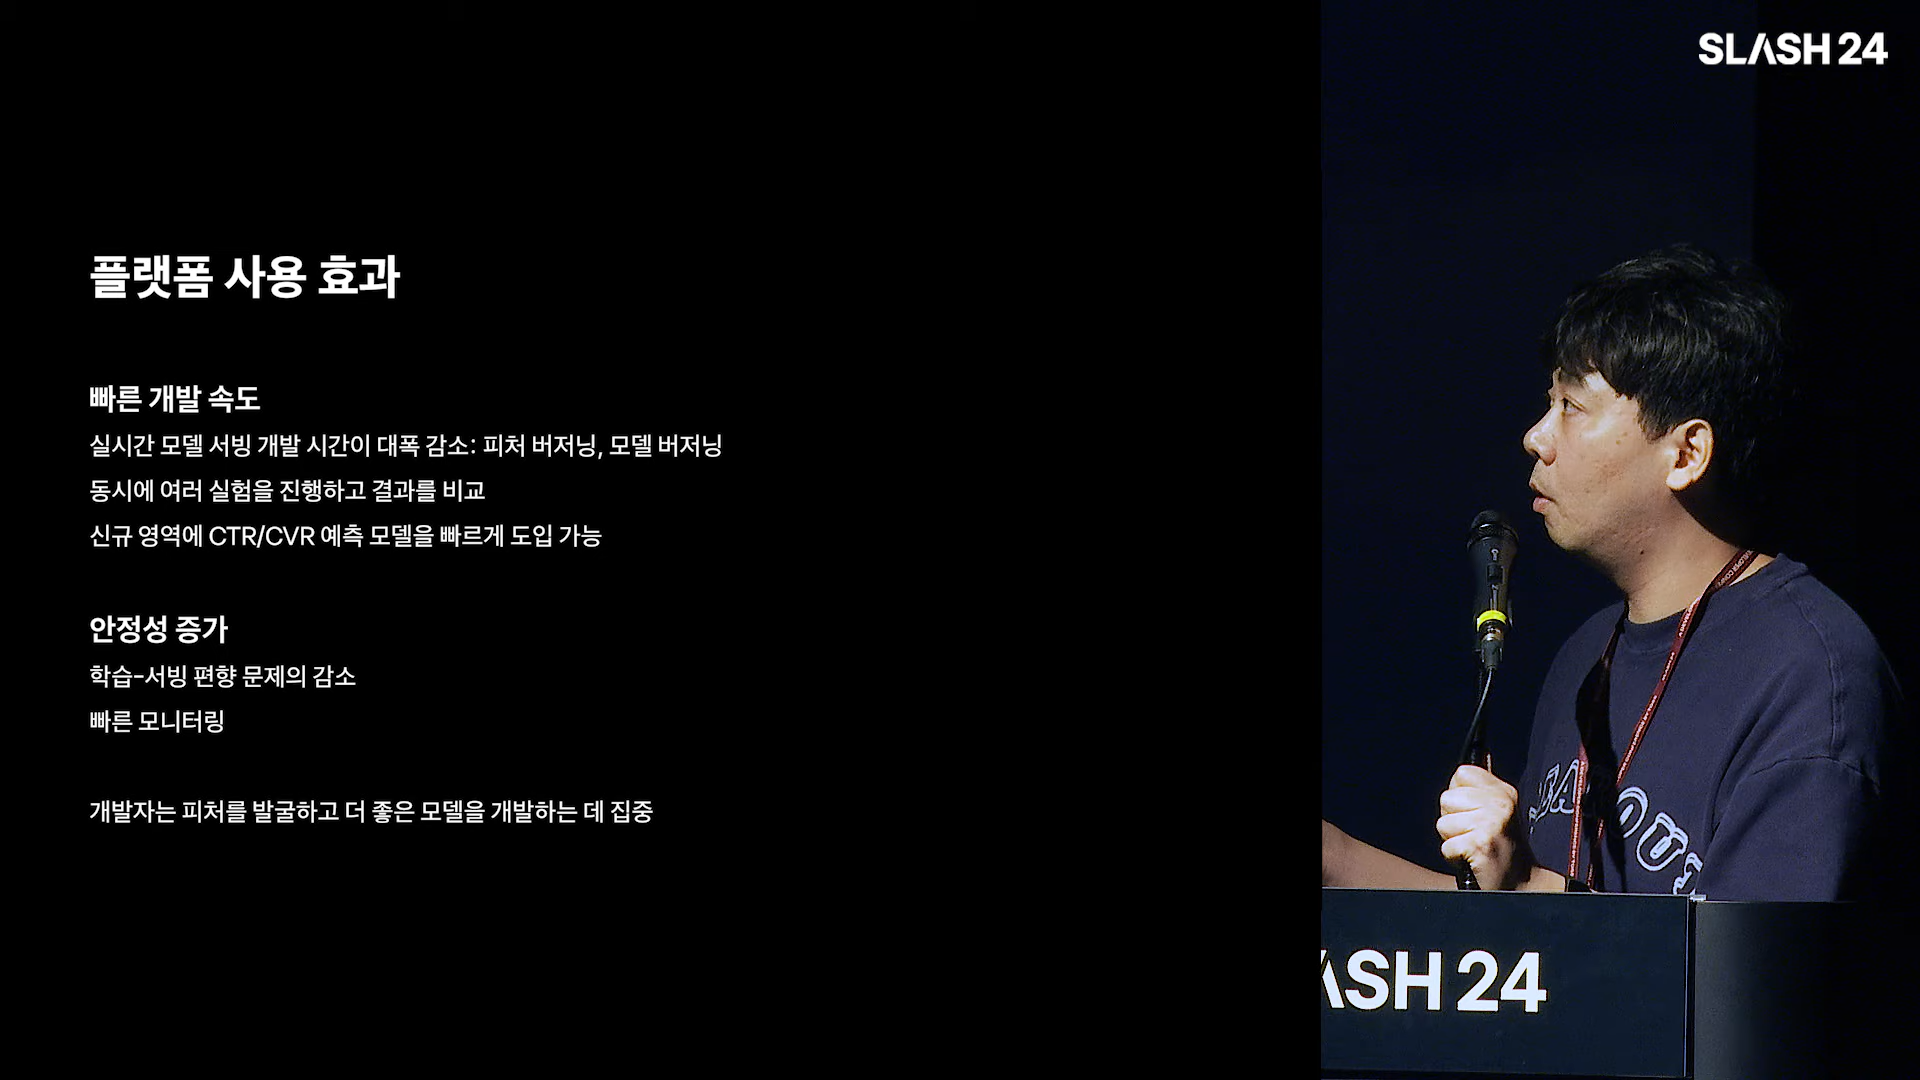 SLASH 24
플랫폼 사용 효과
빠른 개발 속도
실시간 모델 서빙 개발 시간이 대폭 감소: 피처 버저닝, 모델 버저닝
동시에 여러 실험을 진행하고 결과를 비교
신규 영역에 CTR/CVR 예측 모델을 빠르게 도입 가능
안정성 증가
학습-서빙 편향 문제의 감소
빠른 모니터링
개발자는 피처를 발굴하고 더 좋은 모델을 개발하는 데 집중
ASH 24